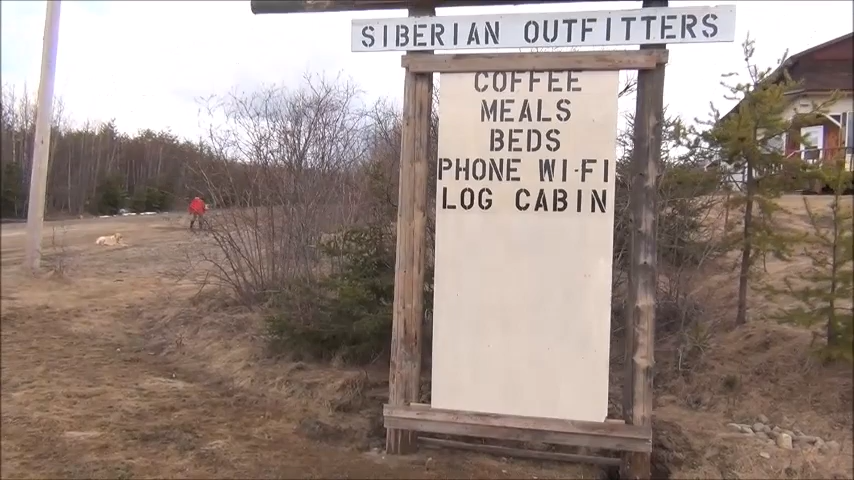 SIBERIAN OUTFITTERS
COFFEE
MEALS
BEDS
PHONE WI-FI
LOG CABIN